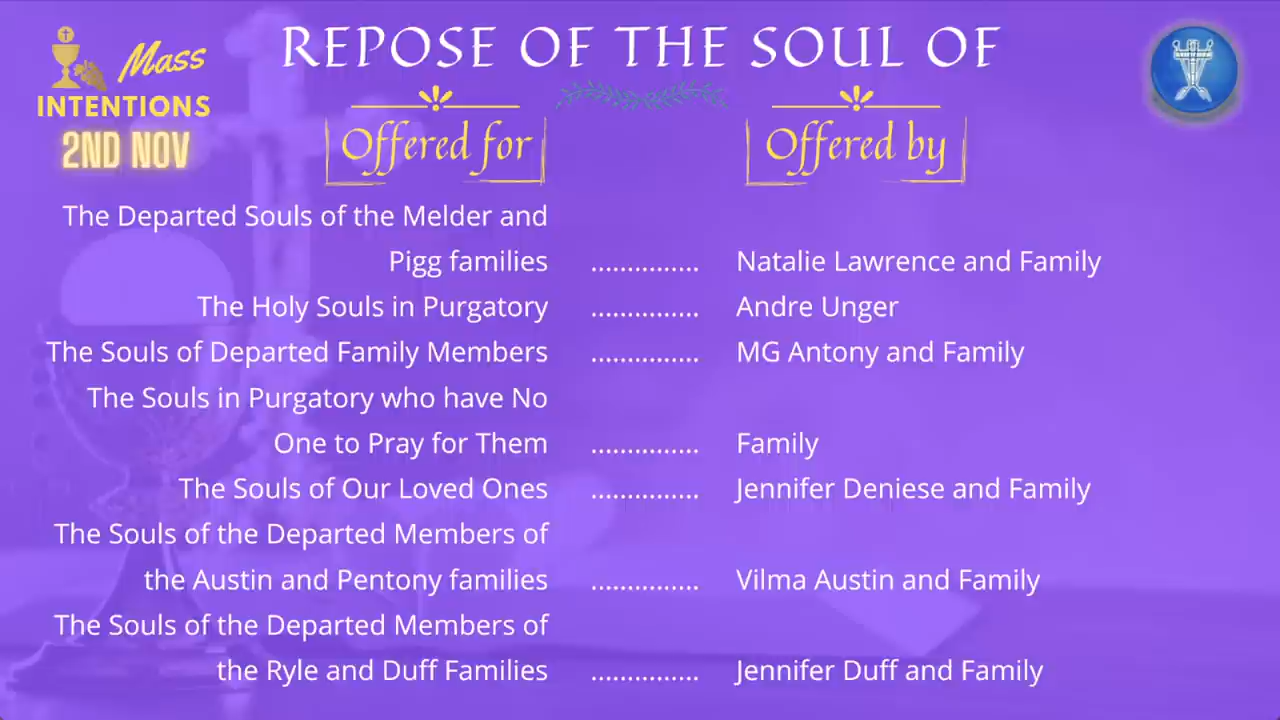 Mass
INTENTIONS
2ND NOV
REPOSE OF THE SOUL OF
Offered for
Offered by
The Departed Souls of the Melder and
Pigg families ............... Natalie Lawrence and Family
The Holy Souls in Purgatory ............... Andre Unger
The Souls of Departed Family Members ............... MG Antony and Family
The Souls in Purgatory who have No
One to Pray for Them ............... Family
The Souls of Our Loved Ones ............... Jennifer Deniese and Family
The Souls of the Departed Members of
the Austin and Pentony families ............... Vilma Austin and Family
The Souls of the Departed Members of
the Ryle and Duff Families ............... Jennifer Duff and Family